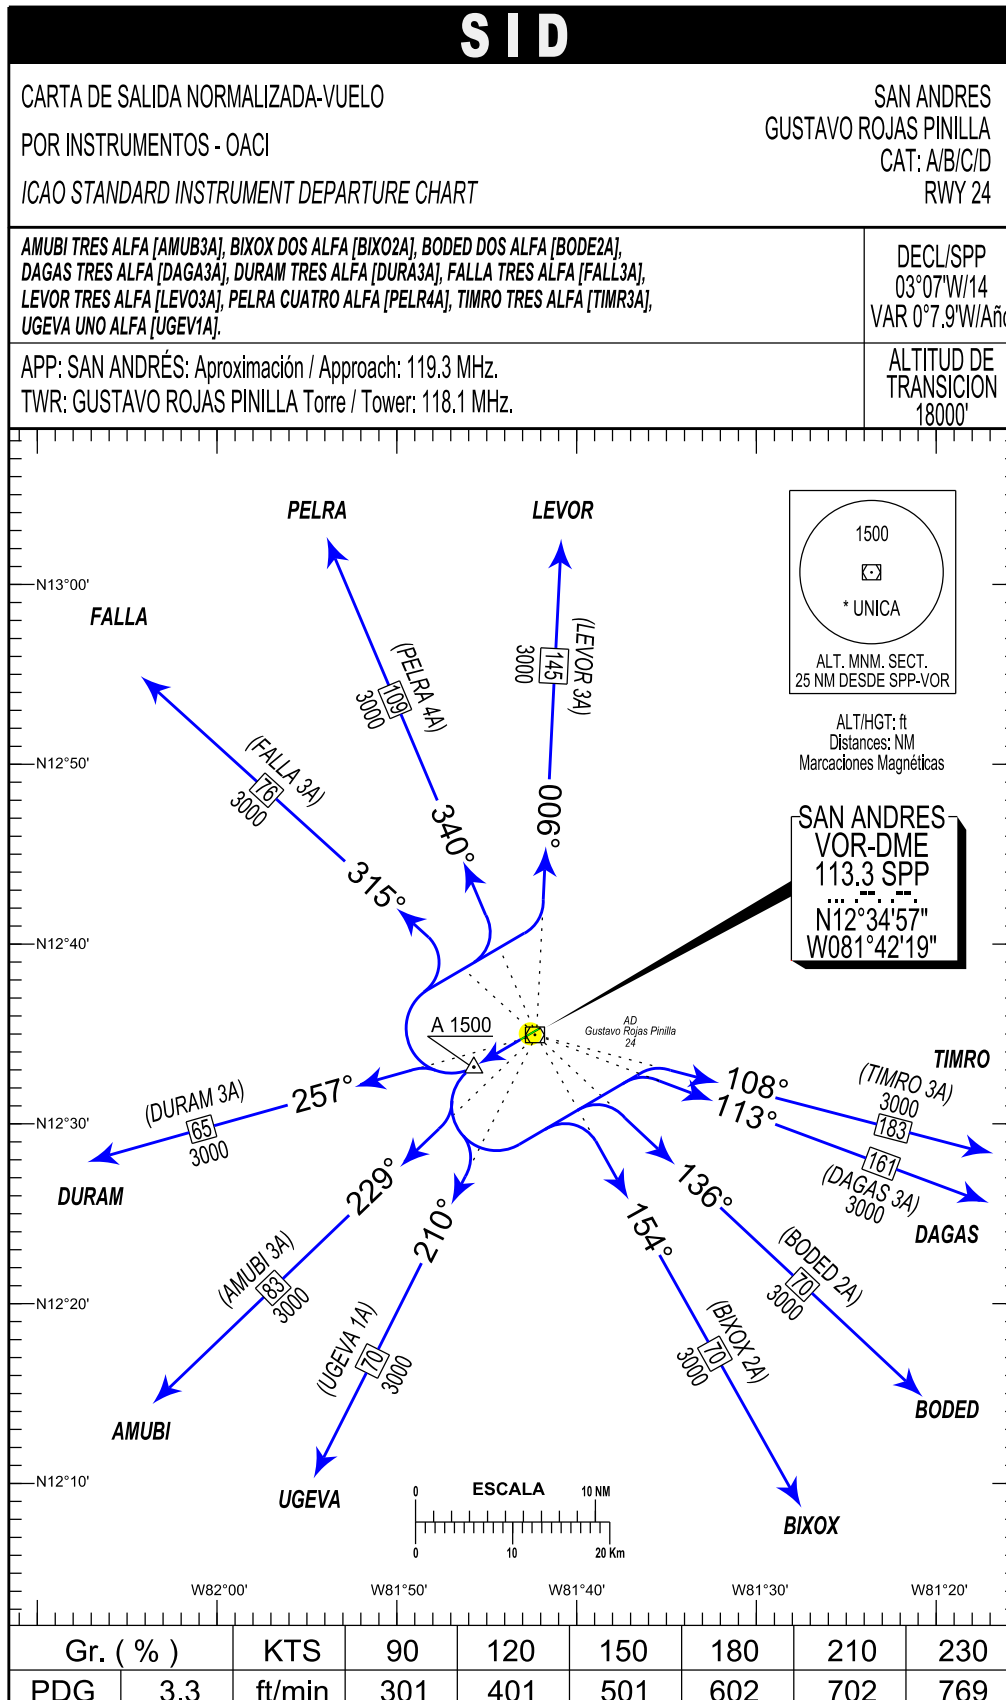 SID
CARTA DE SALIDA NORMALIZADA-VUELO
POR INSTRUMENTOS - OACI
ICAO STANDARD INSTRUMENT DEPARTURE CHART
SAN ANDRES
GUSTAVO ROJAS PINILLA
CAT: A/B/C/D
RWY 24
AMUBI TRES ALFA [AMUB3A], BIXOX DOS ALFA [BIXO2A], BODED DOS ALFA [BODE2A],
DAGAS TRES ALFA [DAGA3A], DURAM TRES ALFA [DURA3A], FALLA TRES ALFA [FALL3A],
LEVOR TRES ALFA [LEVO3A], PELRA CUATRO ALFA [PELR4A], TIMRO TRES ALFA [TIMR3A],
UGEVA UNO ALFA [UGEV1A].
DECL/SPP
03°07'W/14
VAR 0°7.9'W/Año
APP: SAN ANDRÉS: Aproximación / Approach: 119.3 MHz.
TWR: GUSTAVO ROJAS PINILLA Torre / Tower: 118.1 MHz.
ALTITUD DE
TRANSICION
18000'
PELRA
LEVOR
1500
* UNICA
ALT. MNM. SECT.
25 NM DESDE SPP-VOR
N13°00'
FALLA
(PELRA 4A)
109
3000
(LEVOR 3A)
145
3000
ALT/HGT: ft
Distances: NM
Marcaciones Magnéticas
N12°50'
(FALLA 3A)
76
3000
315°
340°
006°
SAN ANDRES
VOR-DME
113.3 SPP
N12°34'57"
W081°42'19"
N12°40'
A 1500
AD
Gustavo Rojas Pinilla
24
TIMRO
(TIMRO 3A)
3000
183
108°
113°
161
(DAGAS 3A)
3000
DAGAS
257°
(DURAM 3A)
65
3000
N12°30'
DURAM
229°
210°
154°
136°
(AMUBI 3A)
83
3000
(BODED 2A)
70
3000
N12°20'
(UGEVA 1A)
70
3000
(BIXOX 2A)
70
3000
AMUBI
BODED
N12°10'
UGEVA
BIXOX
ESCALA
0 10 NM
0 10 20 Km
W82°00' W81°50' W81°40' W81°30' W81°20'
Gr. ( % ) KTS 90 120 150 180 210 230
PDG 3.3 ft/min 301 401 501 602 702 769